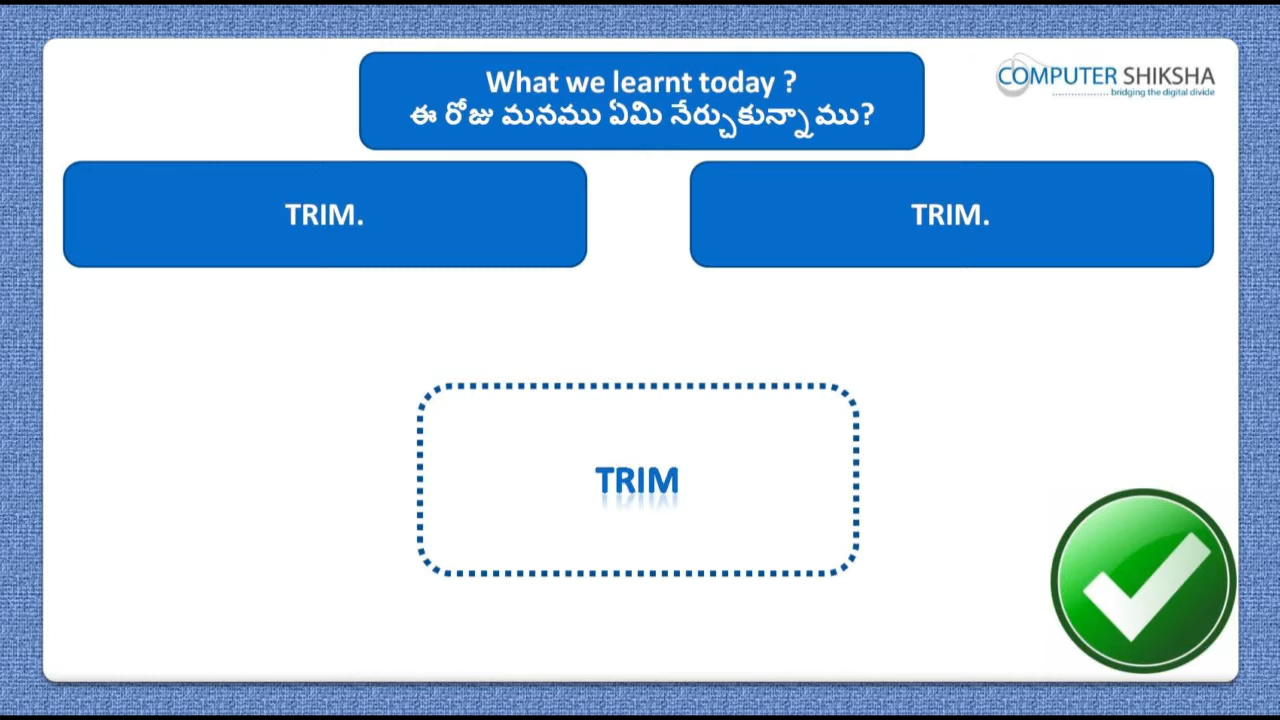 What we learnt today ?
ఈ రోజు మనము ఏమి నేర్చుకున్నాము?
COMPUTER SHIKSHA
bridging the digital divide
TRIM.
TRIM.
TRIM